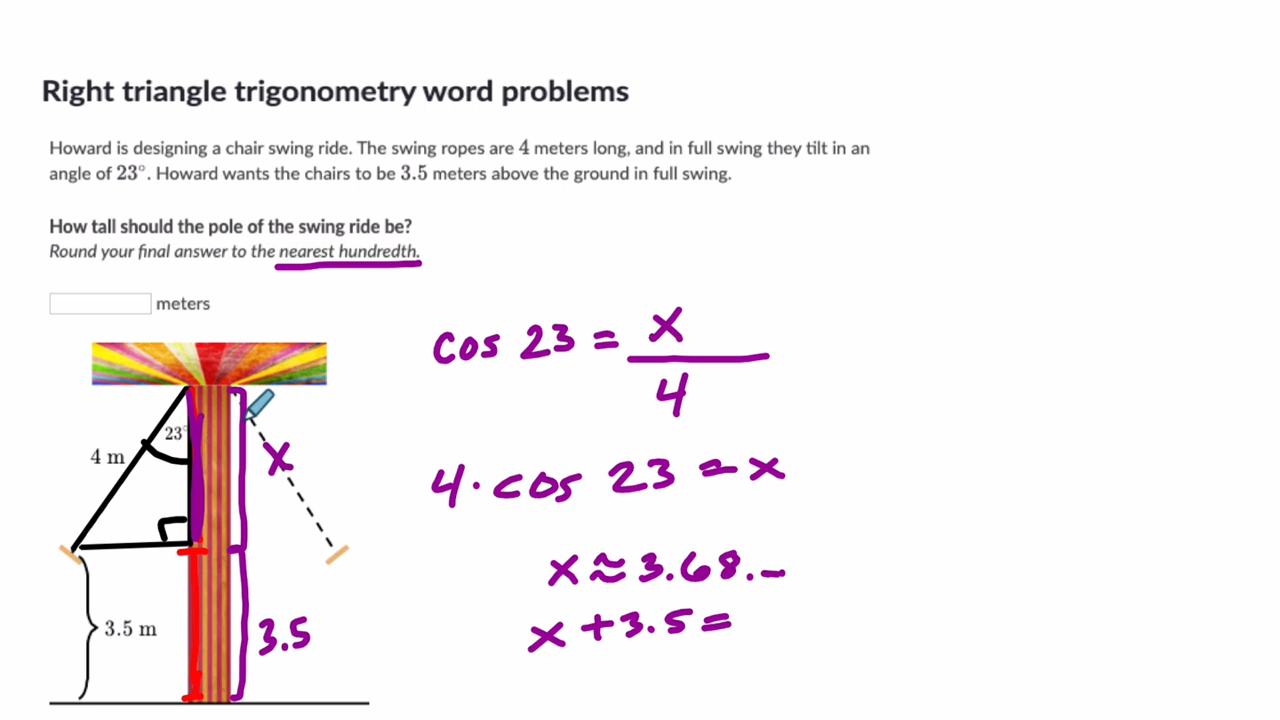 Right triangle trigonometry word problems
Howard is designing a chair swing ride. The swing ropes are 4 meters long, and in full swing they tilt in an
angle of 23°. Howard wants the chairs to be 3.5 meters above the ground in full swing.
How tall should the pole of the swing ride be?
Round your final answer to the nearest hundredth.
meters
cos 23 = x
4
23°
4 m
x
4 · cos 23 = x
x ≈ 3.68.–
x + 3.5 =
3.5 m
3.5